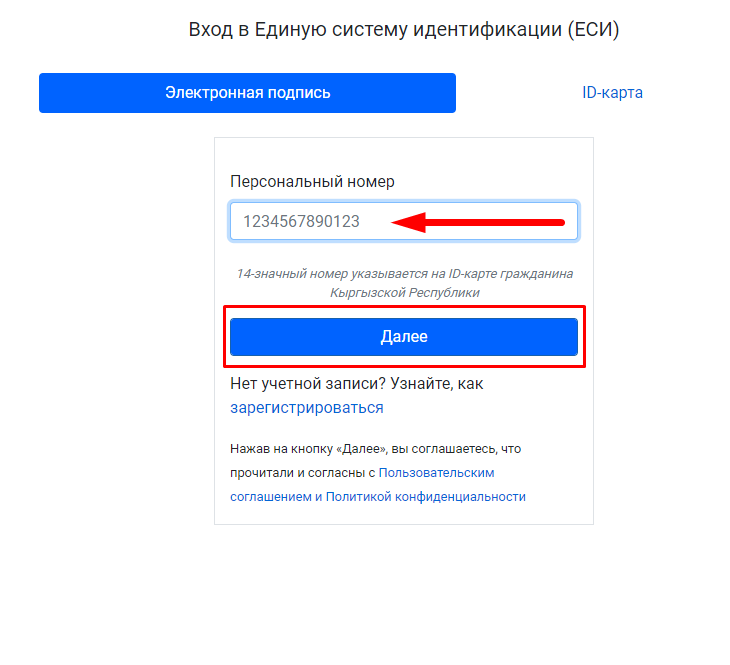 Вход в Единую систему идентификации (ЕСИ)
Электронная подпись
ID-карта
Персональный номер
1234567890123
14-значный номер указывается на ID-карте гражданина
Кыргызской Республики
Далее
Нет учетной записи? Узнайте, как
зарегистрироваться
Нажав на кнопку «Далее», вы соглашаетесь, что
прочитали и согласны с Пользовательским
соглашением и Политикой конфиденциальности